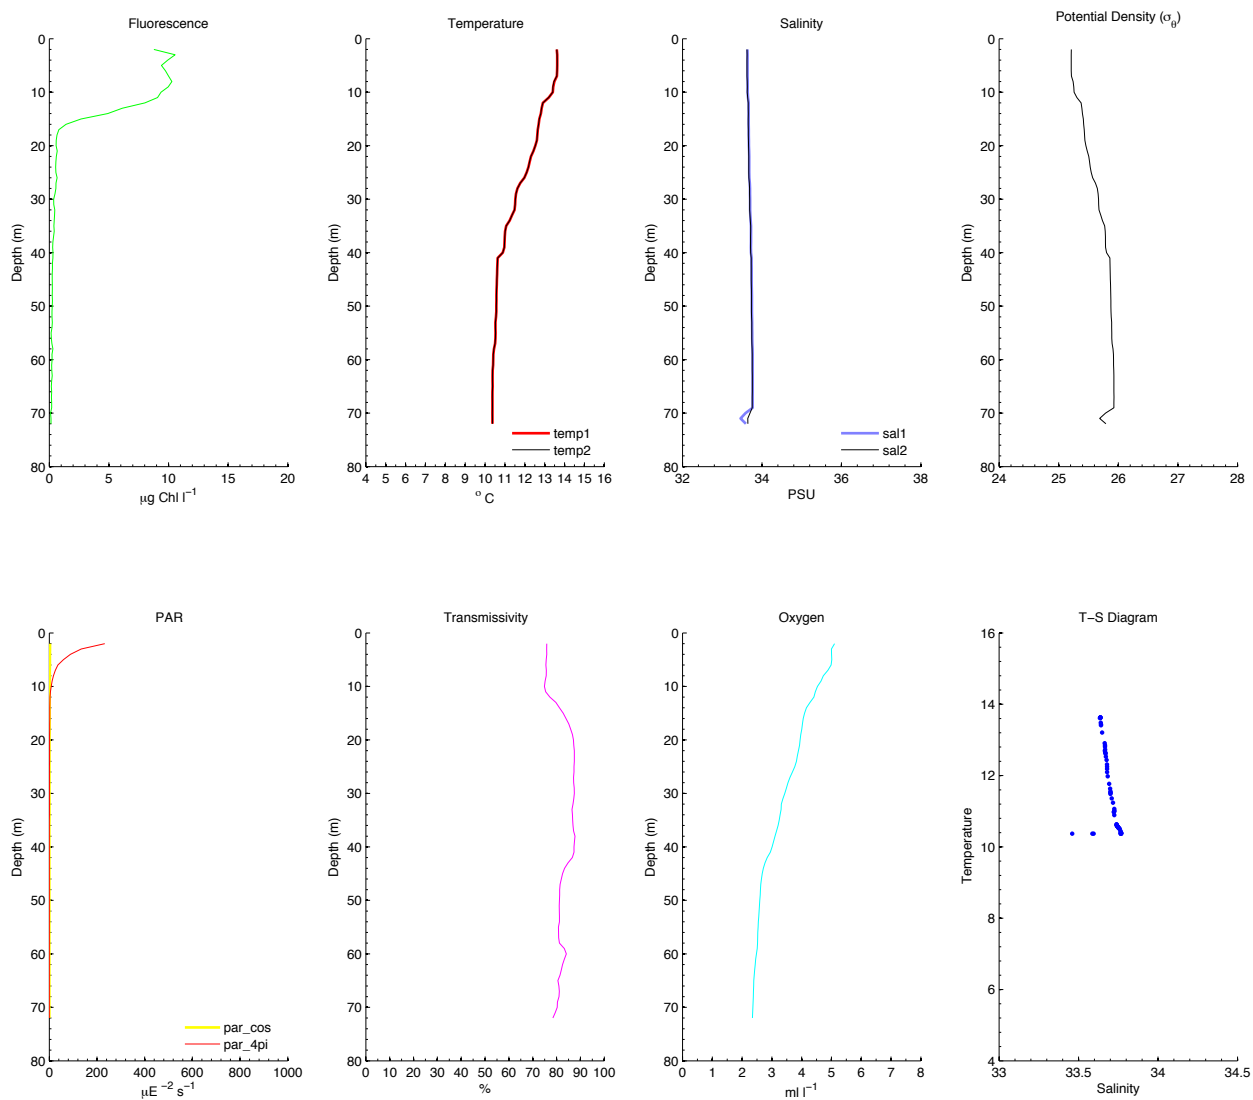 Fluorescence
0
10
20
30
40
50
60
70
80
Depth (m)
0 5 10 15 20
μg Chl l⁻¹
Temperature
0
10
20
30
40
50
60
70
80
Depth (m)
temp1
temp2
4 5 6 7 8 9 10 11 12 13 14 15 16
° C
Salinity
0
10
20
30
40
50
60
70
80
Depth (m)
sal1
sal2
32 34 36 38
PSU
Potential Density (σθ)
0
10
20
30
40
50
60
70
80
Depth (m)
24 25 26 27 28
PAR
0
10
20
30
40
50
60
70
80
Depth (m)
par_cos
par_4pi
0 200 400 600 800 1000
μE ⁻² s⁻¹
Transmissivity
0
10
20
30
40
50
60
70
80
Depth (m)
0 10 20 30 40 50 60 70 80 90 100
%
Oxygen
0
10
20
30
40
50
60
70
80
Depth (m)
0 1 2 3 4 5 6 7 8
ml l⁻¹
T−S Diagram
16
14
12
10
8
6
4
Temperature
33 33.5 34 34.5
Salinity